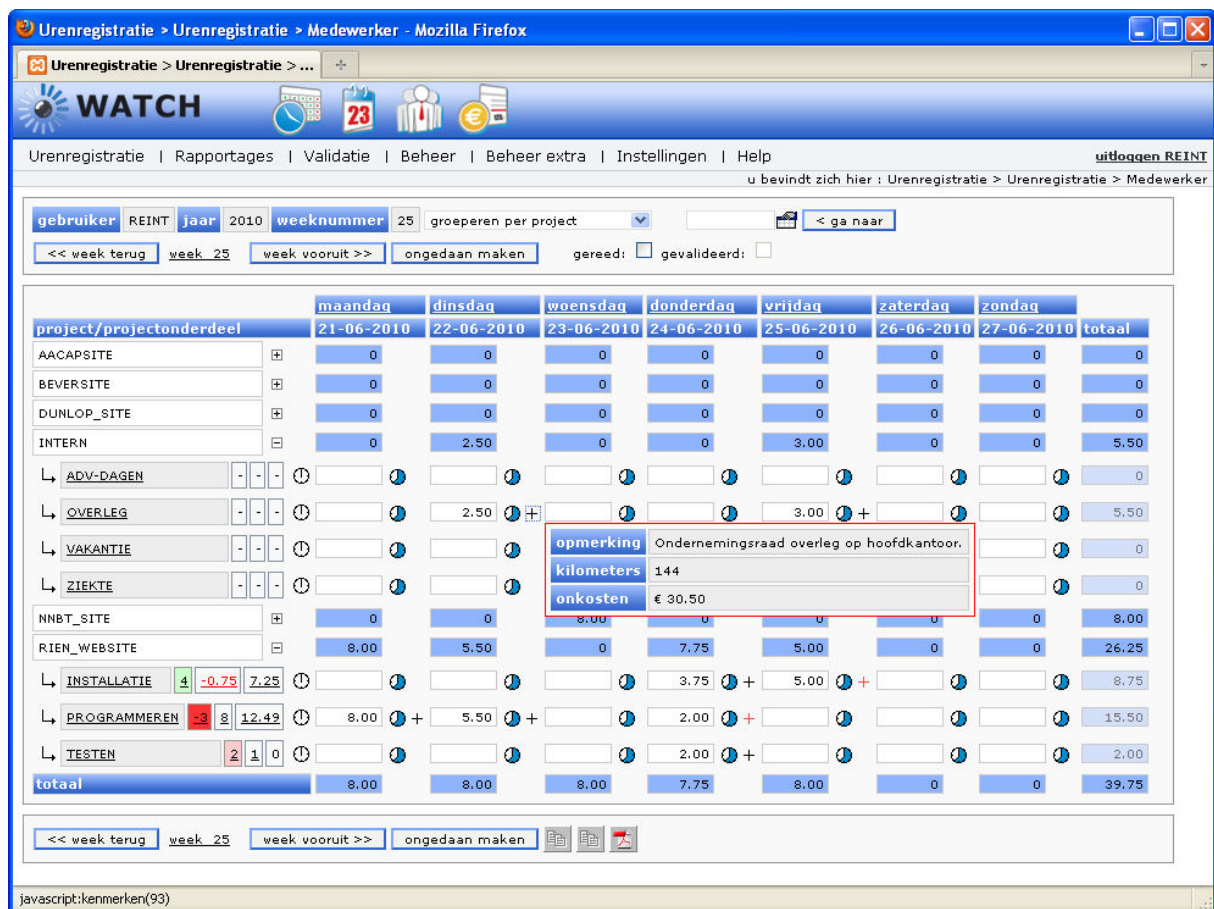 Urenregistratie > Urenregistratie > Medewerker - Mozilla Firefox
Urenregistratie > Urenregistratie > ...
WATCH 23
Urenregistratie | Rapportages | Validatie | Beheer | Beheer extra | Instellingen | Help uitloggen REINT
u bevindt zich hier : Urenregistratie > Urenregistratie > Medewerker
gebruiker REINT jaar 2010 weeknummer 25 groeperen per project < ga naar
<< week terug week 25 week vooruit >> ongedaan maken gereed: gevalideerd:
maandag dinsdag woensdag donderdag vrijdag zaterdag zondag
project/projectonderdeel 21-06-2010 22-06-2010 23-06-2010 24-06-2010 25-06-2010 26-06-2010 27-06-2010 totaal
AACAPSITE + 0 0 0 0 0 0 0 0
BEVERSITE + 0 0 0 0 0 0 0 0
DUNLOP_SITE + 0 0 0 0 0 0 0 0
INTERN - 0 2.50 0 0 3.00 0 0 5.50
ADV-DAGEN - - - 0
OVERLEG - - - 2.50 + 3.00 + 5.50
VAKANTIE - - - 0
opmerking Ondernemingsraad overleg op hoofdkantoor.
kilometers 144
ZIEKTE - - - 0
onkosten € 30.50
NNBT_SITE + 0 0 8.00 0 0 0 0 8.00
RIEN_WEBSITE - 8.00 5.50 0 7.75 5.00 0 0 26.25
INSTALLATIE 4 -0.75 7.25 3.75 + 5.00 + 8.75
PROGRAMMEREN -3 8 12.49 8.00 + 5.50 + 2.00 + 15.50
TESTEN 2 1 0 2.00 + 2.00
totaal 8.00 8.00 8.00 7.75 8.00 0 0 39.75
<< week terug week 25 week vooruit >> ongedaan maken
javascript:kenmerken(93)